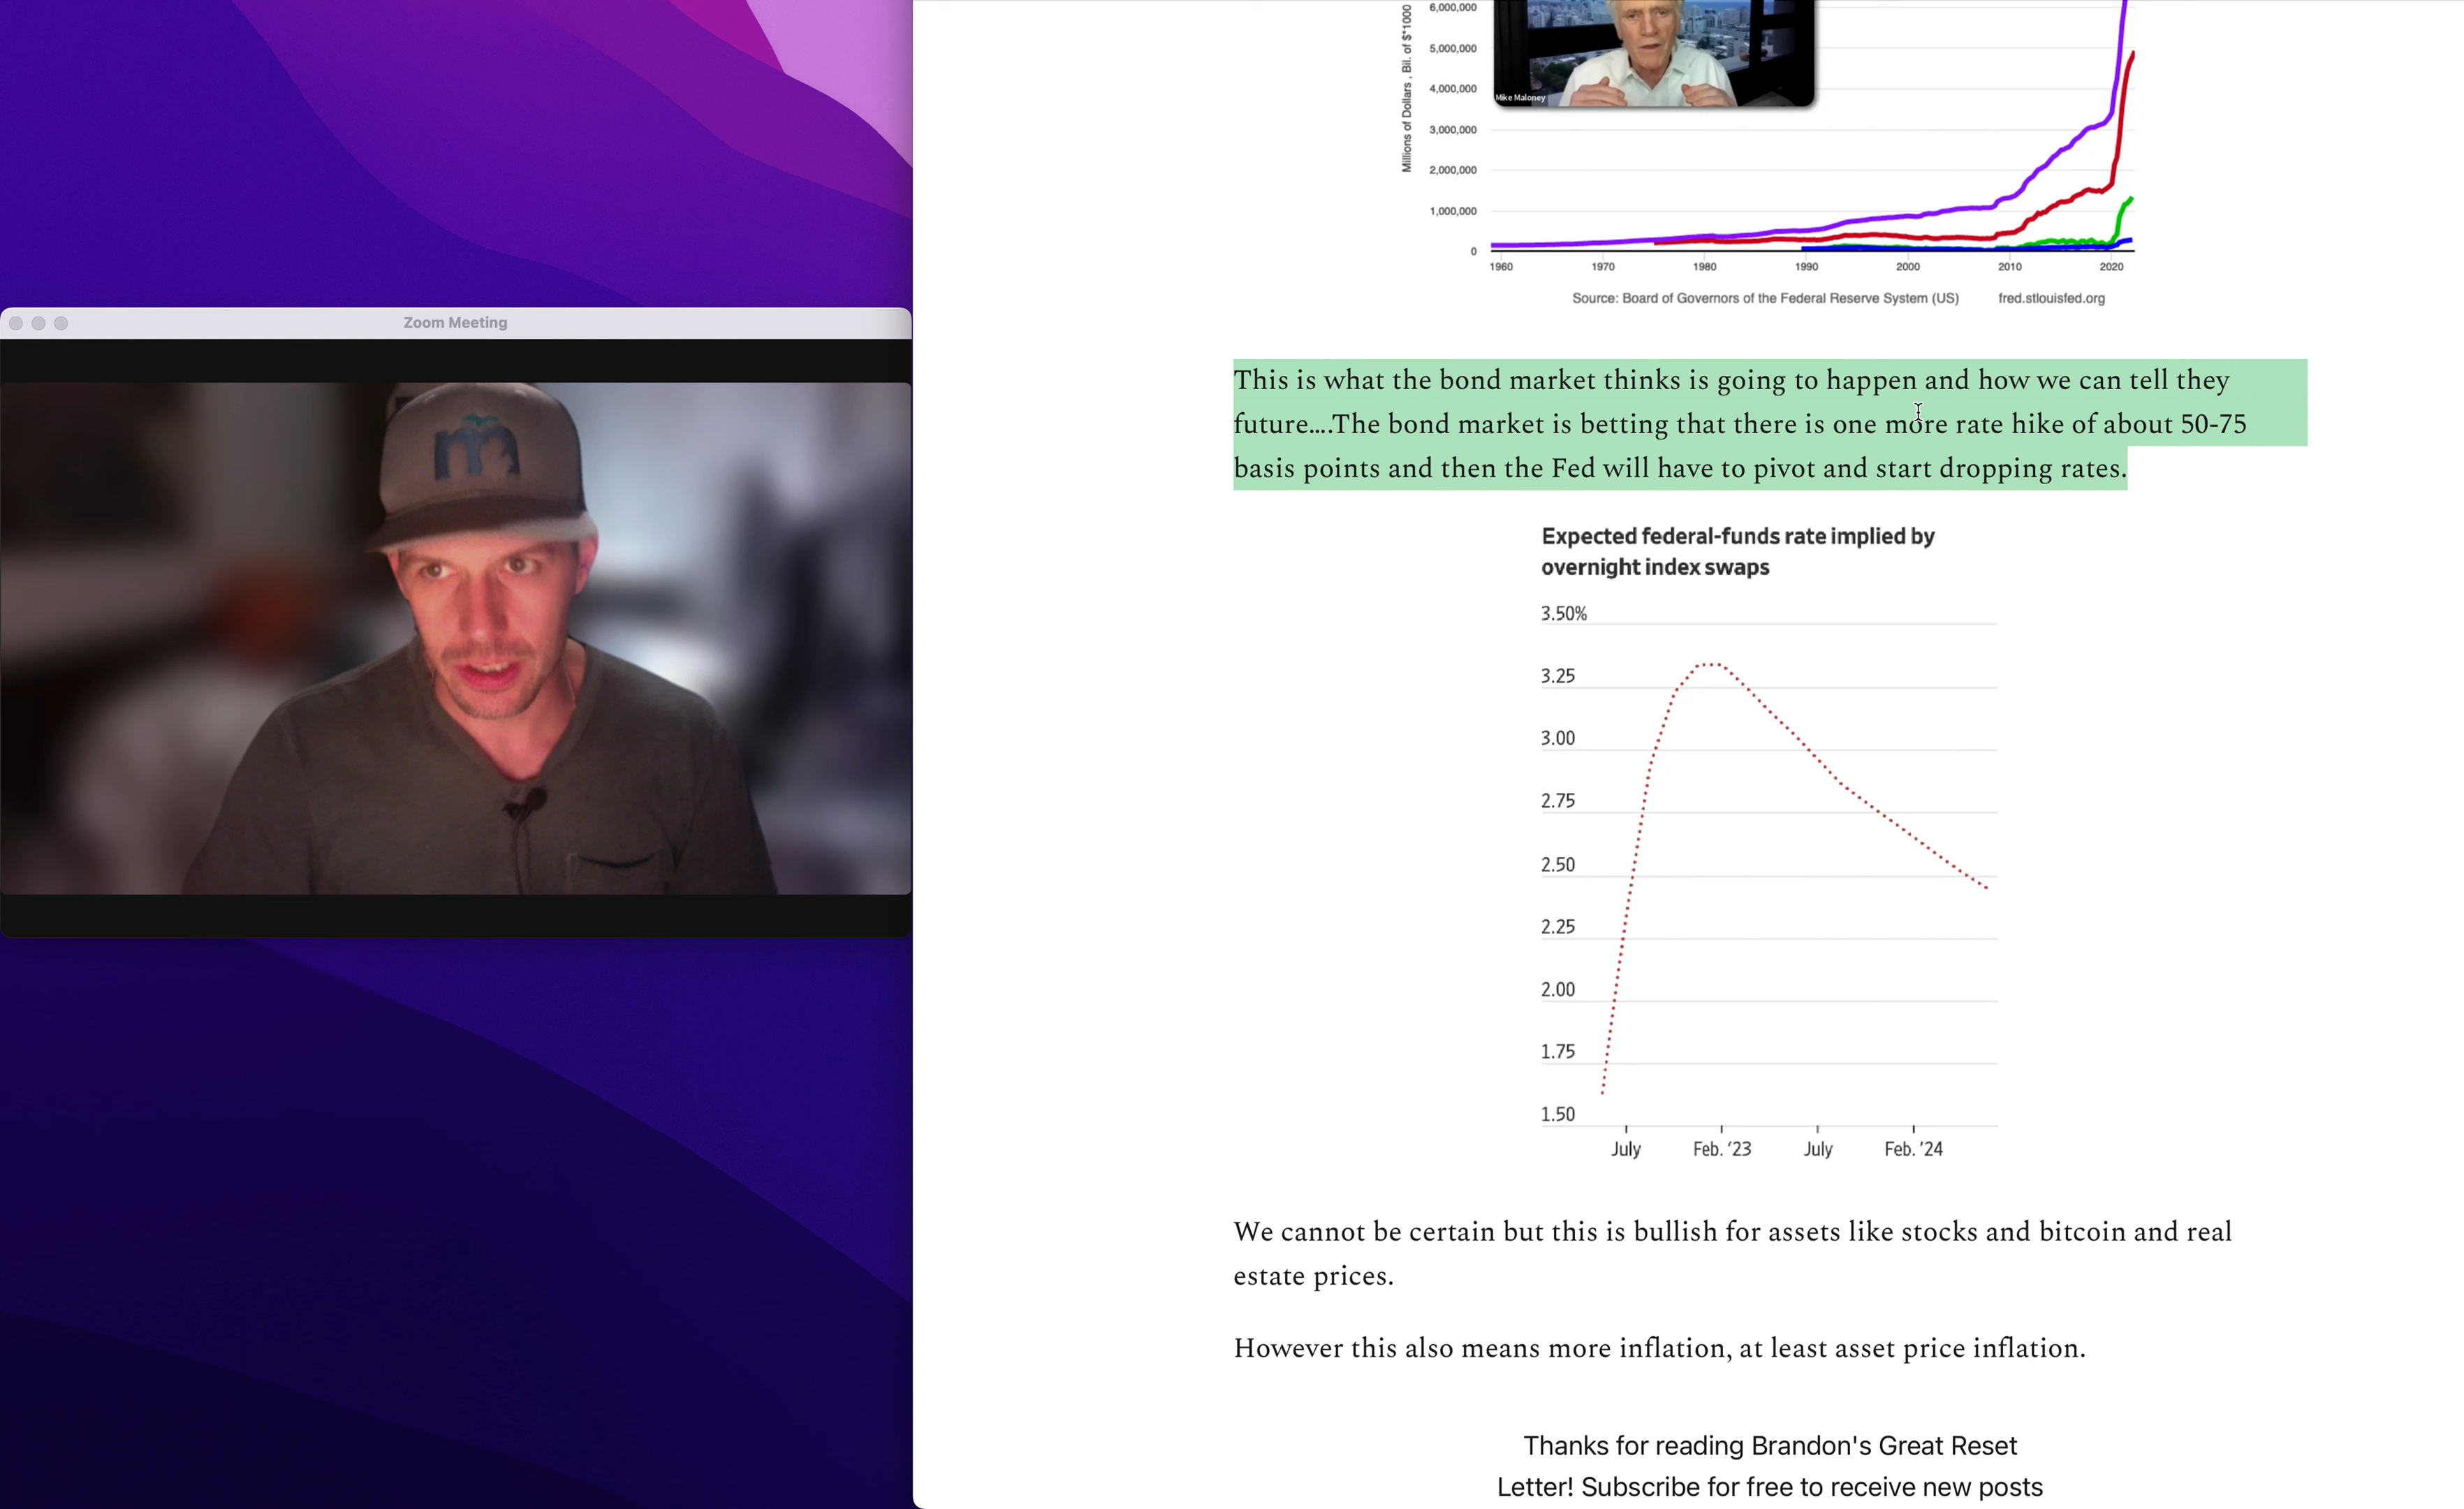 Zoom Meeting
m
Millions of Dollars , Bil. of $*1000
6,000,000
5,000,000
4,000,000
3,000,000
2,000,000
1,000,000
0
Mike Maloney
1960 1970 1980 1990 2000 2010 2020
Source: Board of Governors of the Federal Reserve System (US) fred.stlouisfed.org
This is what the bond market thinks is going to happen and how we can tell they
future….The bond market is betting that there is one more rate hike of about 50-75
basis points and then the Fed will have to pivot and start dropping rates.
Expected federal-funds rate implied by
overnight index swaps
3.50%
3.25
3.00
2.75
2.50
2.25
2.00
1.75
1.50
July Feb. ’23 July Feb. ’24
We cannot be certain but this is bullish for assets like stocks and bitcoin and real
estate prices.
However this also means more inflation, at least asset price inflation.
Thanks for reading Brandon's Great Reset
Letter! Subscribe for free to receive new posts